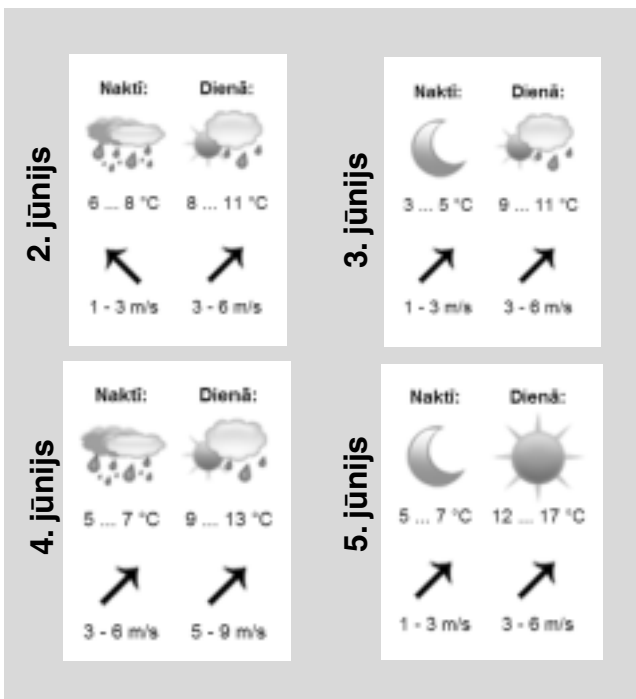 2. jūnijs
Naktī: Dienā:
6 ... 8 °C 8 ... 11 °C
1 - 3 m/s 3 - 6 m/s
3. jūnijs
Naktī: Dienā:
3 ... 5 °C 9 ... 11 °C
1 - 3 m/s 3 - 6 m/s
4. jūnijs
Naktī: Dienā:
5 ... 7 °C 9 ... 13 °C
3 - 6 m/s 5 - 9 m/s
5. jūnijs
Naktī: Dienā:
5 ... 7 °C 12 ... 17 °C
1 - 3 m/s 3 - 6 m/s